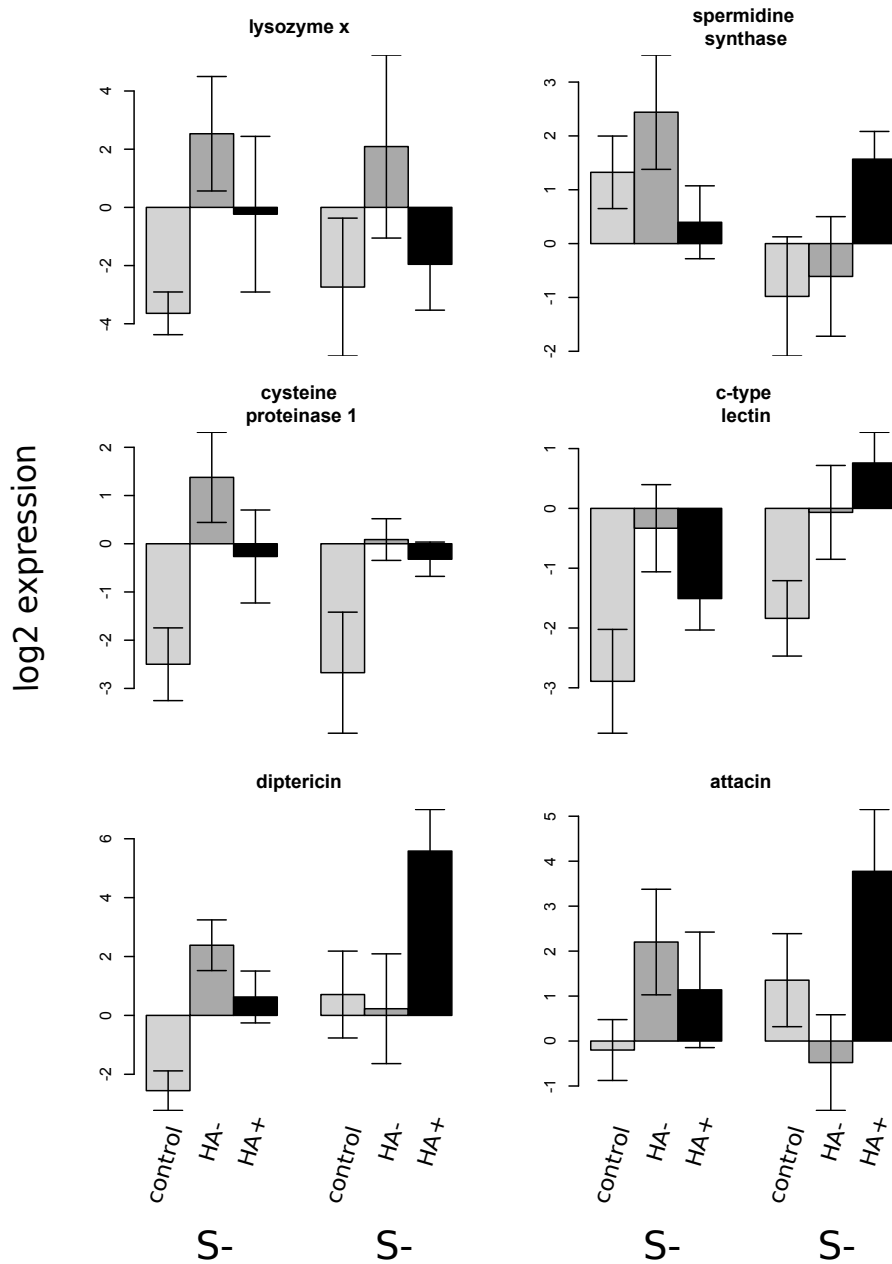 lysozyme x
4
2
0
-2
-4
spermidine
synthase
3
2
1
0
-1
-2
log2 expression
cysteine
proteinase 1
2
1
0
-1
-2
-3
c-type
lectin
1
0
-1
-2
-3
diptericin
6
4
2
0
-2
attacin
5
4
3
2
1
0
-1
control HA- HA+ control HA- HA+
control HA- HA+ control HA- HA+
S- S- S- S-